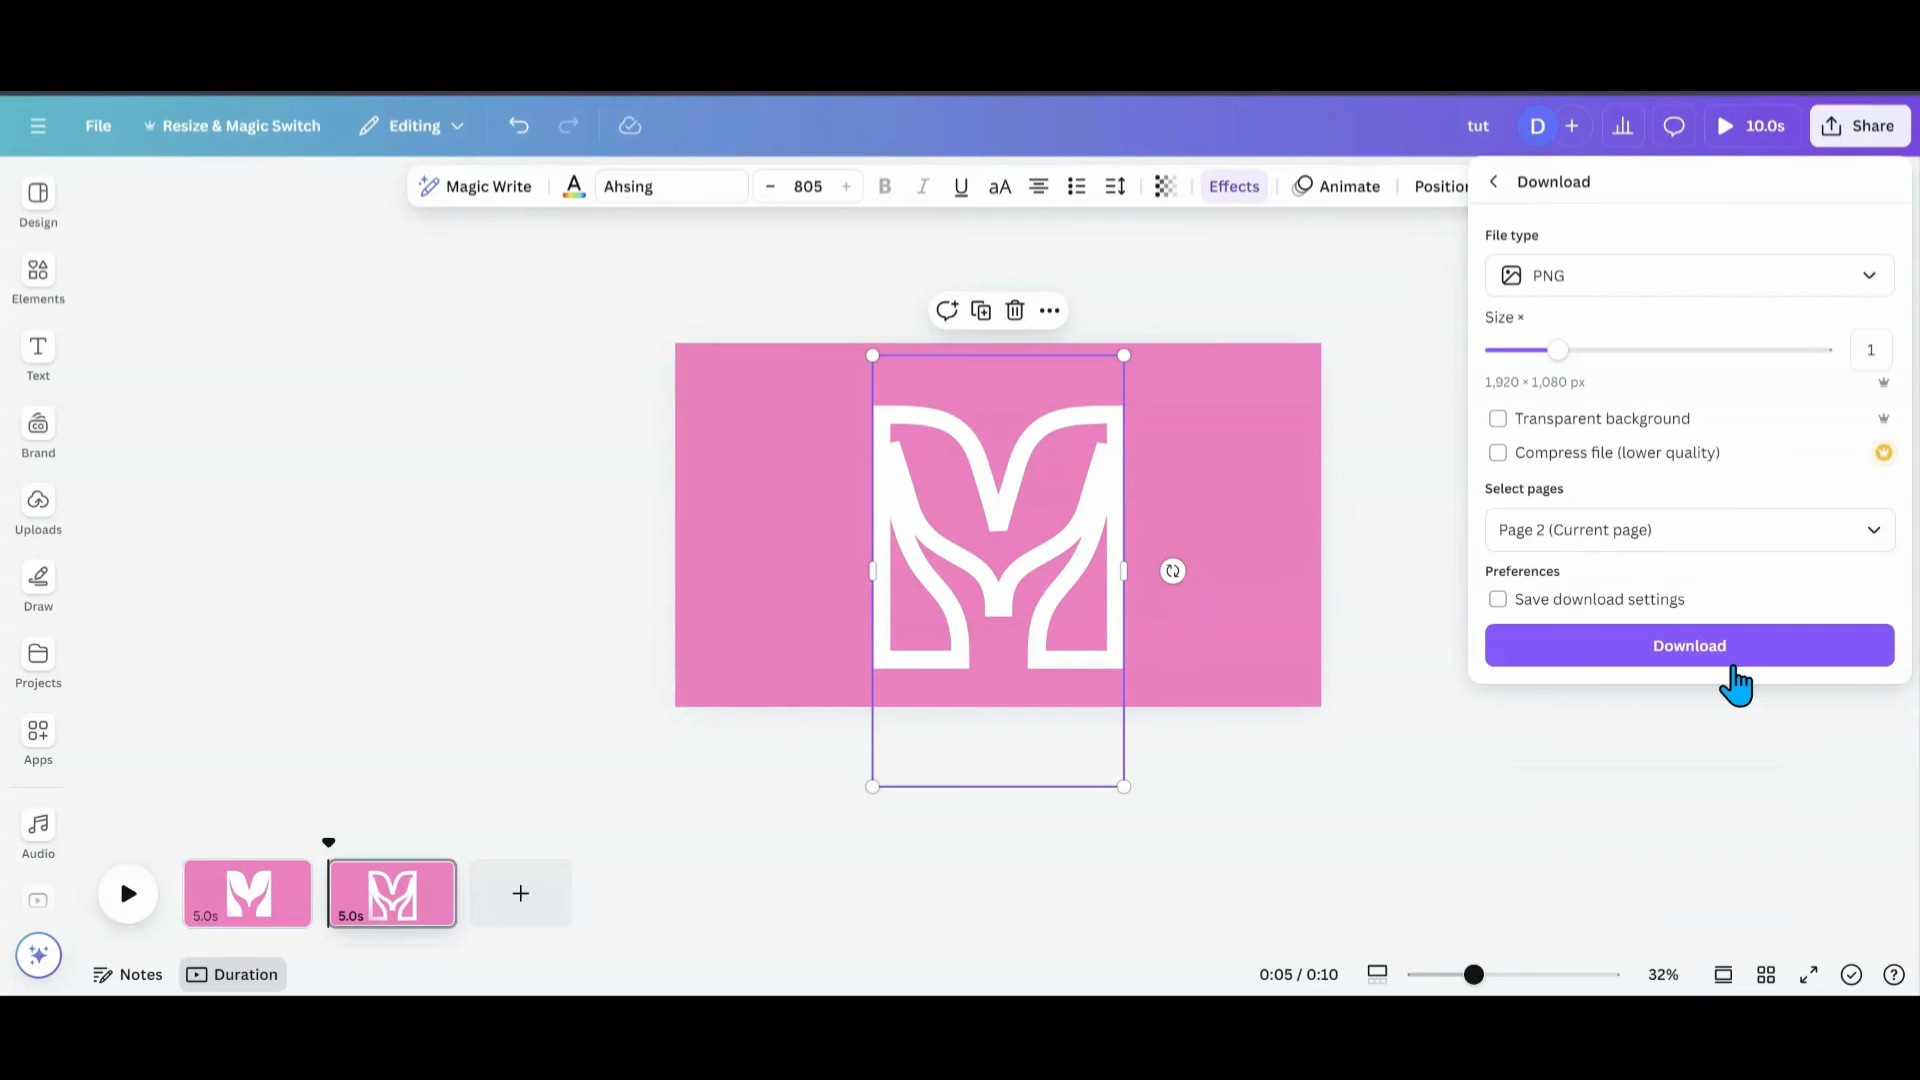 File Resize & Magic Switch Editing tut D 10.0s Share
Magic Write A Ahsing - 805 + B I U aA Effects Animate Position
Design
Elements
Text
Brand
Uploads
Draw
Projects
Apps
Audio
M
Download
File type
PNG
Size ×
1
1,920 × 1,080 px
Transparent background
Compress file (lower quality)
Select pages
Page 2 (Current page)
Preferences
Save download settings
Download
5.0s 5.0s
Notes Duration 0:05 / 0:10 32%